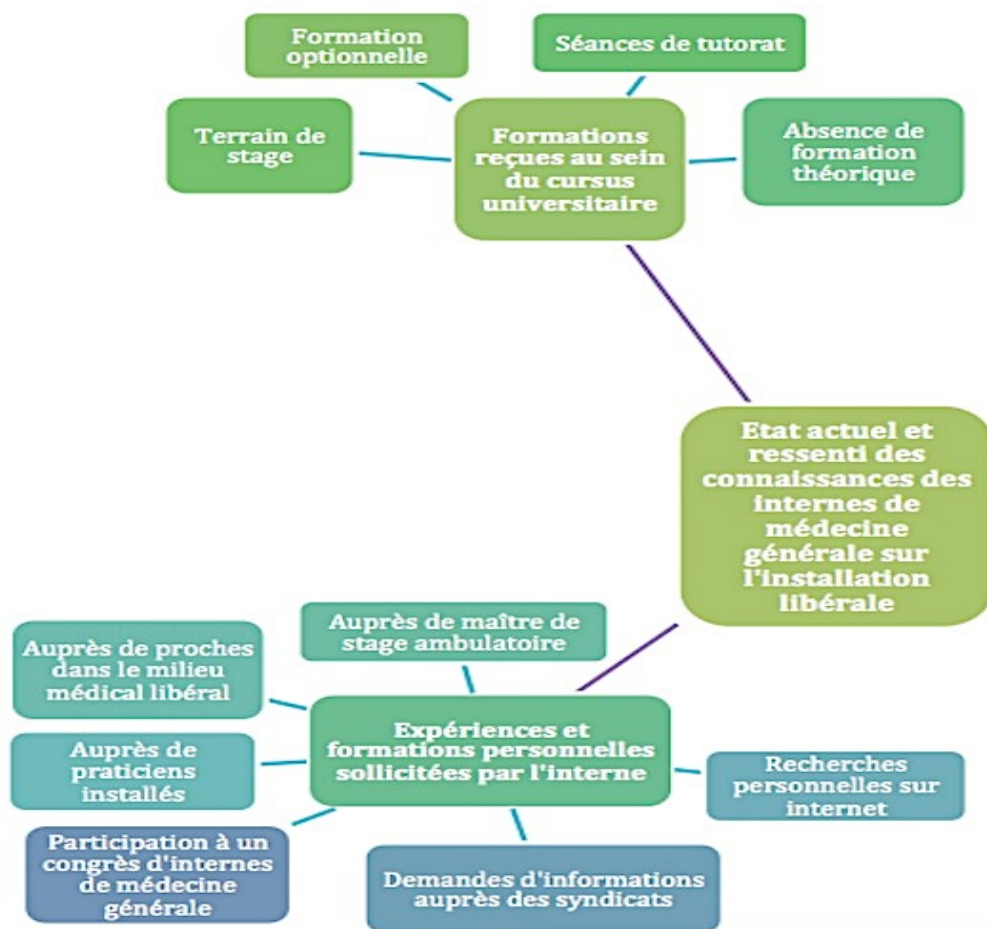 Formation
optionnelle
Séances de tutorat
Terrain de
stage
Formations
reçues au sein
du cursus
universitaire
Absence de
formation
théorique
Etat actuel et
ressenti des
connaissances des
internes de
médecine
générale sur
l'installation
libérale
Auprès de maître de
stage ambulatoire
Auprès de proches
dans le milieu
médical libéral
Expériences et
formations personnelles
sollicitées par l'interne
Auprès de
praticiens
installés
Recherches
personnelles sur
internet
Participation à un
congrès d'internes
de médecine
générale
Demandes d'informations
auprès des syndicats